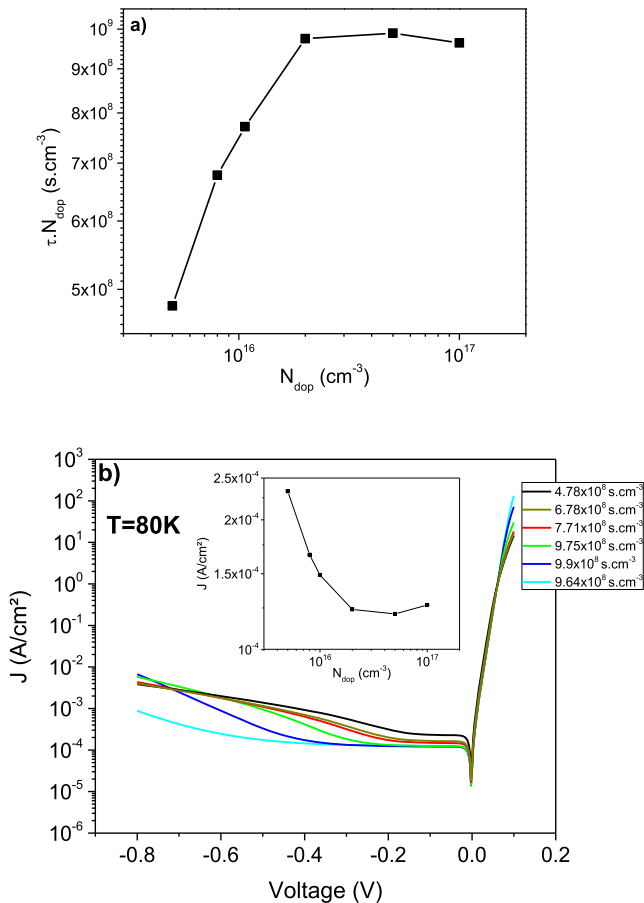 a)
10⁹
9x10⁸
8x10⁸
7x10⁸
6x10⁸
5x10⁸
τ.N_dop (s.cm⁻³)
10¹⁶ 10¹⁷
N_dop (cm⁻³)
b)
T=80K
10³
10²
10¹
10⁰
10⁻¹
10⁻²
10⁻³
10⁻⁴
10⁻⁵
10⁻⁶
J (A/cm²)
2.5x10⁻⁴
2x10⁻⁴
1.5x10⁻⁴
10⁻⁴
J (A/cm²)
10¹⁶ 10¹⁷
N_dop (cm⁻³)
4.78x10⁸ s.cm⁻³
6.78x10⁸ s.cm⁻³
7.71x10⁸ s.cm⁻³
9.75x10⁸ s.cm⁻³
9.9x10⁸ s.cm⁻³
9.64x10⁸ s.cm⁻³
-0.8 -0.6 -0.4 -0.2 0.0 0.2
Voltage (V)